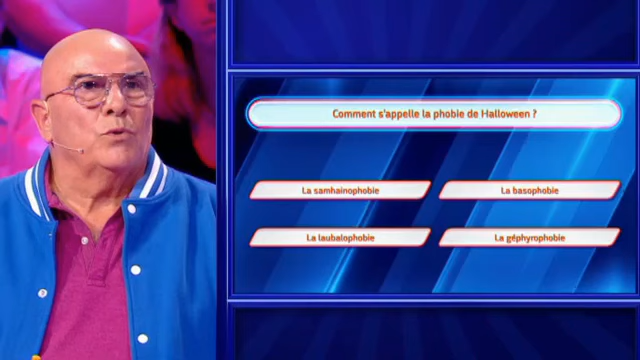 Comment s'appelle la phobie de Halloween ?
La samhainophobie
La basophobie
La laubalophobie
La géphyrophobie